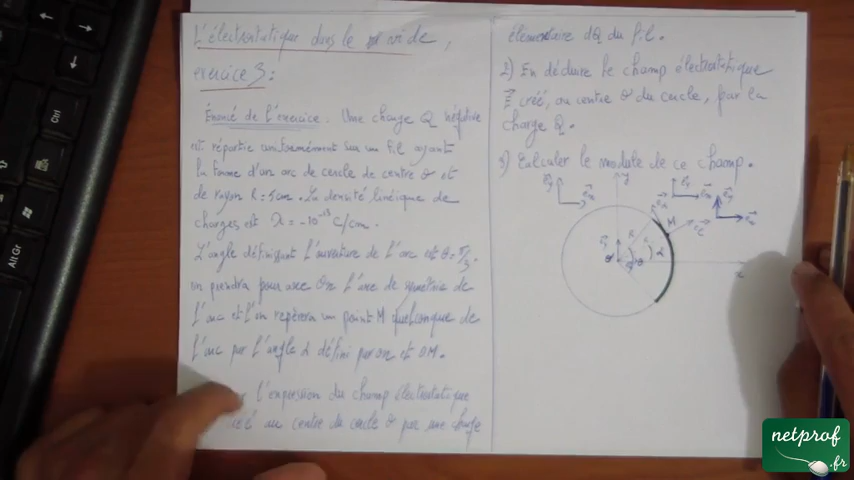 L'électrostatique dans le vide,
exercice 3:
Énoncé de l'exercice. Une charge Q négative
est répartie uniformément sur un fil ayant
la forme d'un arc de cercle de centre O et
de rayon R = 5cm. La densité linéique de
charges est λ = -10⁻¹³ C/cm.
L'angle définissant l'ouverture de l'arc est θ = π/3.
on prendra pour axe Ox l'axe de symétrie de
l'arc et l'on repèrera un point M quelconque de
l'arc par l'angle α défini par Ox et OM.
l'expression du champ électrostatique
au centre du cercle O par une charge
élémentaire dQ du fil.
2) En déduire le champ électrostatique
E créé, au centre O du cercle, par la
charge Q.
3) Calculer le module de ce champ.
y
M
R
α
O
θ
x
Ctrl
Alt Gr
netprof
.fr